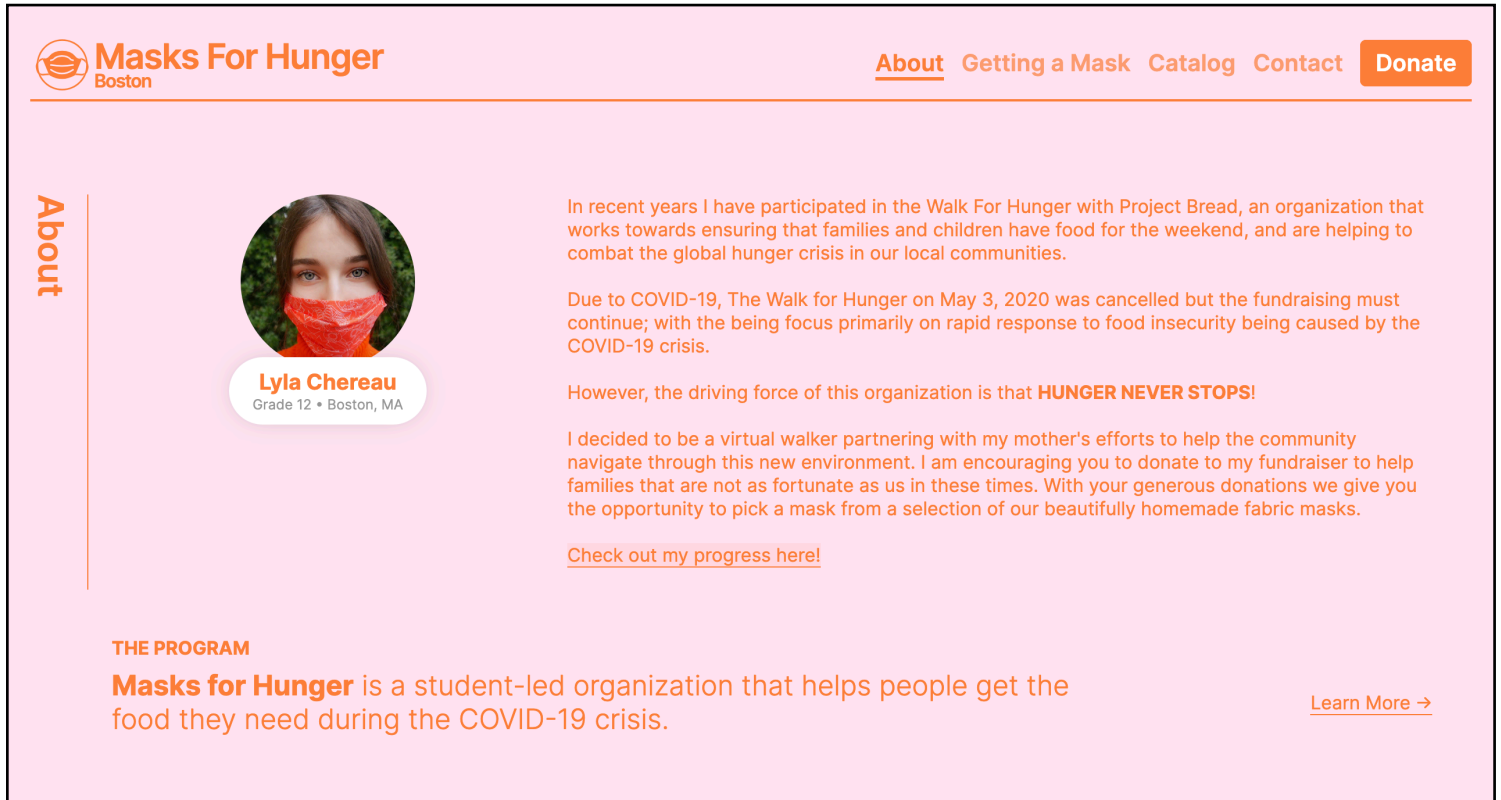 Masks For Hunger
Boston
About
Getting a Mask
Catalog
Contact
Donate
About
Lyla Chereau
Grade 12 • Boston, MA
In recent years I have participated in the Walk For Hunger with Project Bread, an organization that
works towards ensuring that families and children have food for the weekend, and are helping to
combat the global hunger crisis in our local communities.
Due to COVID-19, The Walk for Hunger on May 3, 2020 was cancelled but the fundraising must
continue; with the being focus primarily on rapid response to food insecurity being caused by the
COVID-19 crisis.
However, the driving force of this organization is that HUNGER NEVER STOPS!
I decided to be a virtual walker partnering with my mother's efforts to help the community
navigate through this new environment. I am encouraging you to donate to my fundraiser to help
families that are not as fortunate as us in these times. With your generous donations we give you
the opportunity to pick a mask from a selection of our beautifully homemade fabric masks.
Check out my progress here!
THE PROGRAM
Masks for Hunger is a student-led organization that helps people get the
food they need during the COVID-19 crisis.
Learn More →